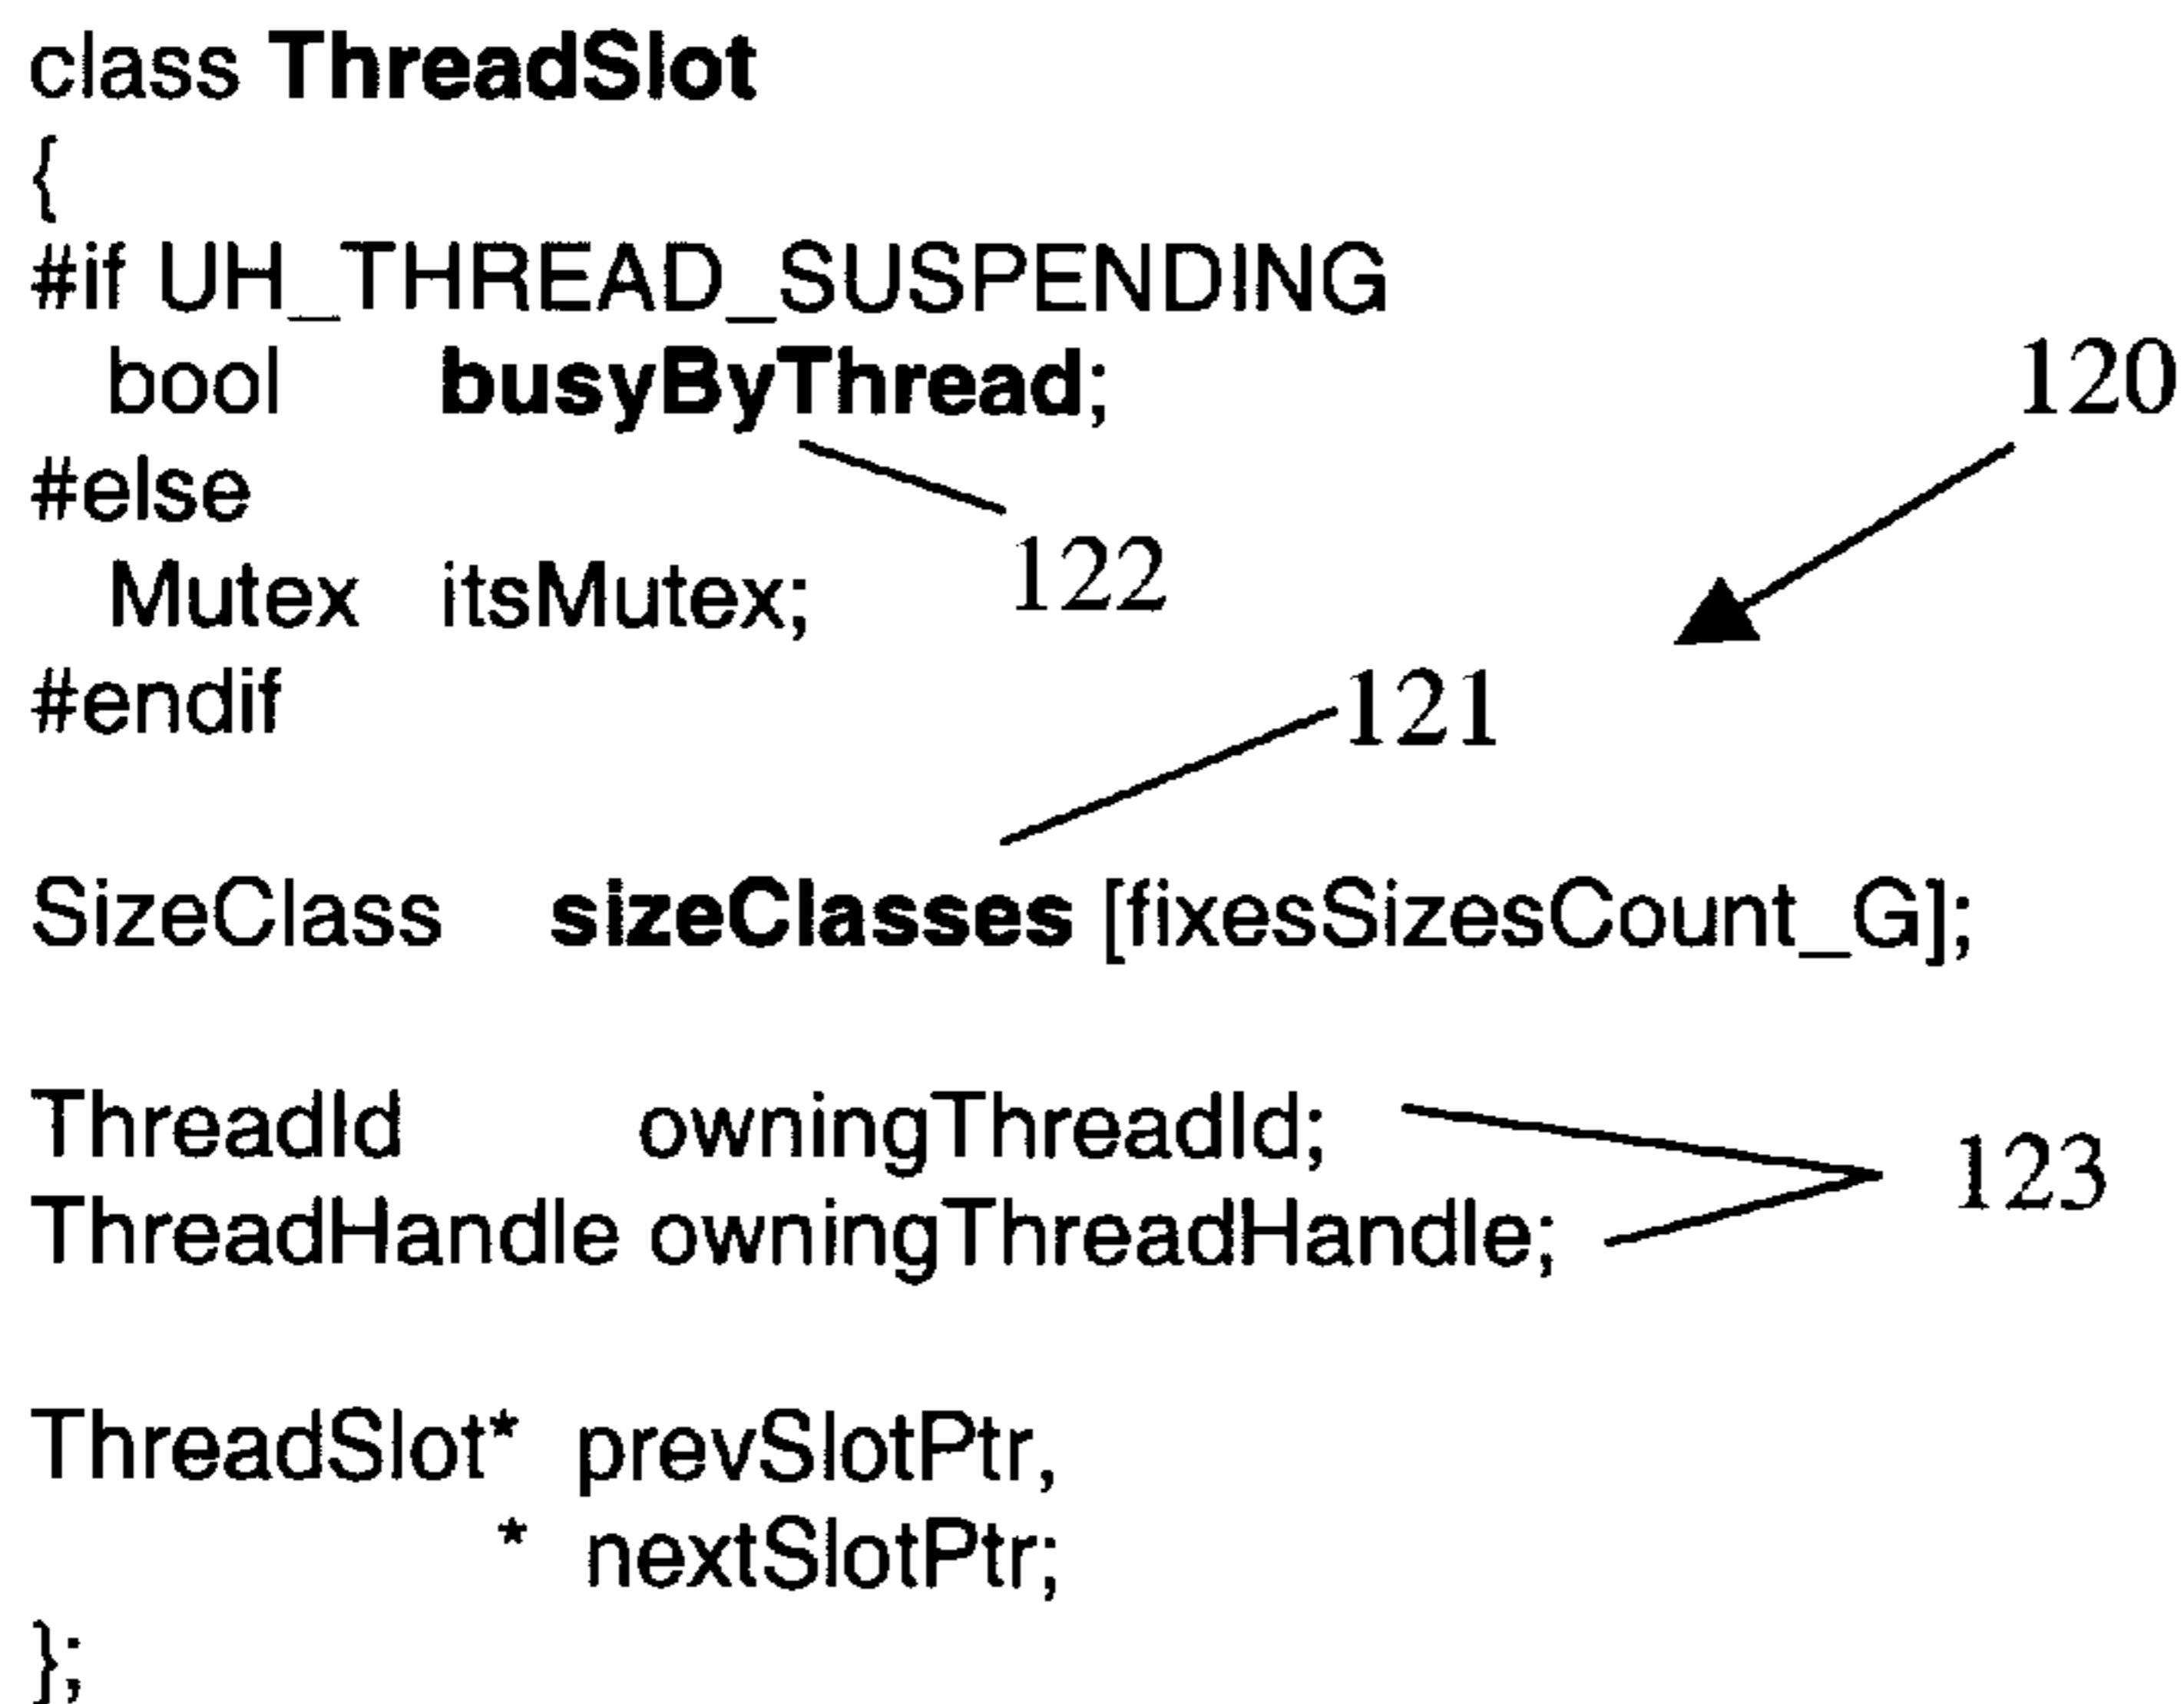 class ThreadSlot
{
#if UH_THREAD_SUSPENDING
bool busyByThread;
120
#else
122
Mutex itsMutex;
#endif
121
SizeClass sizeClasses [fixesSizesCount_G];
ThreadId owningThreadId;
123
ThreadHandle owningThreadHandle;
ThreadSlot* prevSlotPtr,
* nextSlotPtr;
};